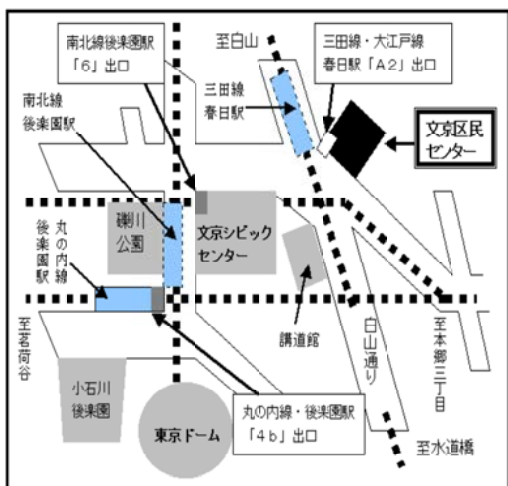 南北線後楽園駅
「6」出口
至白山
三田線・大江戸線
春日駅「A2」出口
南北線
後楽園駅
三田線
春日駅
文京区民
センター
礫川
公園
文京シビック
センター
丸の内線
後楽園駅
講道館
白山通り
至本郷三丁目
至茗荷谷
小石川
後楽園
東京ドーム
丸の内線・後楽園駅
「4b」出口
至水道橋